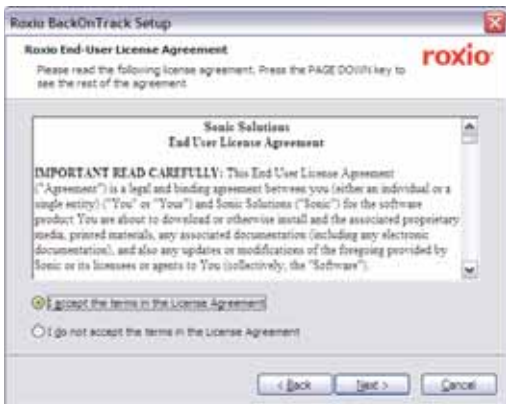 Roxio BackOnTrack Setup
Roxio End-User License Agreement
roxio
Please read the following license agreement. Press the PAGE DOWN key to
see the rest of the agreement
Sonic Solutions
End User License Agreement
IMPORTANT READ CAREFULLY: This End User License Agreement
("Agreement") is a legal and binding agreement between you (either an individual or a
single entity) ("You" or "Your") and Sonic Solutions ("Sonic") for the software
product You are about to download or otherwise install and the associated proprietary
media, printed materials, any associated documentation (including any electronic
documentation), and also any updates or modifications of the foregoing provided by
Sonic or its licensees or agents to You (collectively, the "Software").
I accept the terms in the License Agreement
I do not accept the terms in the License Agreement
< Back
Next >
Cancel